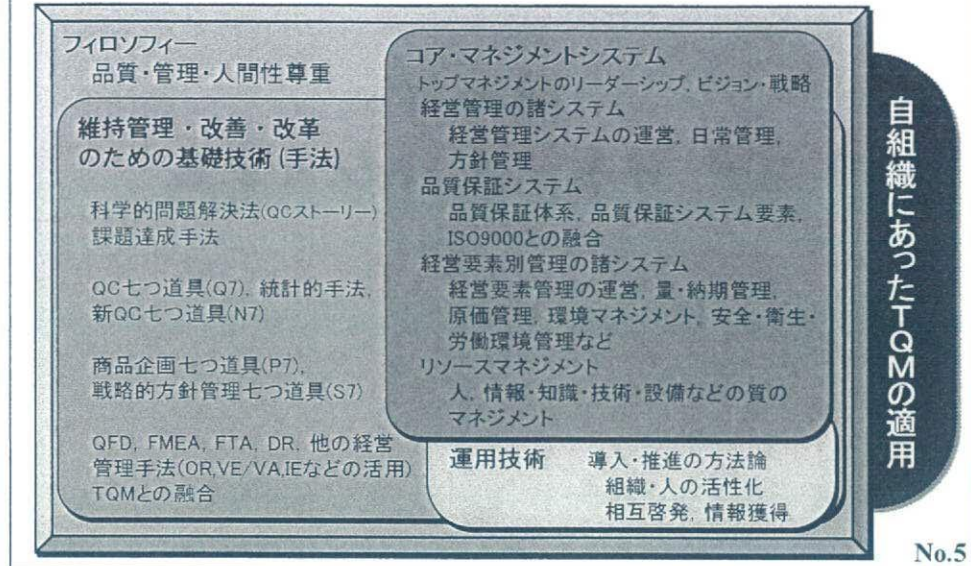 フィロソフィー
品質・管理・人間性尊重
維持管理・改善・改革
のための基礎技術(手法)
科学的問題解決法(QCストーリー)
課題達成手法
QC七つ道具(Q7), 統計的手法,
新QC七つ道具(N7)
商品企画七つ道具(P7),
戦略的方針管理七つ道具(S7)
QFD, FMEA, FTA, DR, 他の経営
管理手法(OR,VE/VA,IEなどの活用)
TQMとの融合
コア・マネジメントシステム
トップマネジメントのリーダーシップ, ビジョン・戦略
経営管理の諸システム
経営管理システムの運営, 日常管理,
方針管理
品質保証システム
品質保証体系, 品質保証システム要素,
ISO9000との融合
経営要素別管理の諸システム
経営要素管理の運営, 量・納期管理,
原価管理, 環境マネジメント, 安全・衛生・
労働環境管理など
リソースマネジメント
人, 情報・知識・技術・設備などの質の
マネジメント
運用技術 導入・推進の方法論
組織・人の活性化
相互啓発, 情報獲得
自組織にあったTQMの適用
No.5